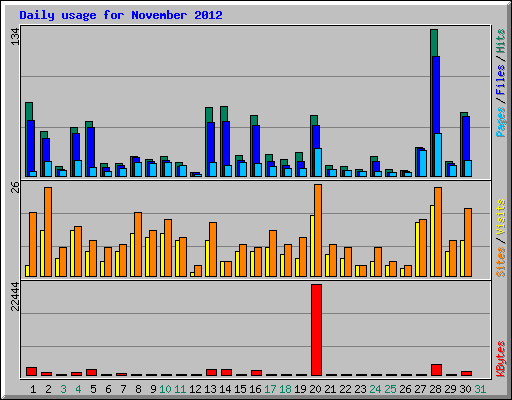 Daily usage for November 2012
134
Pages / Files / Hits
26
Sites / Visits
22444
KBytes
1 2 3 4 5 6 7 8 9 10 11 12 13 14 15 16 17 18 19 20 21 22 23 24 25 26 27 28 29 30 31